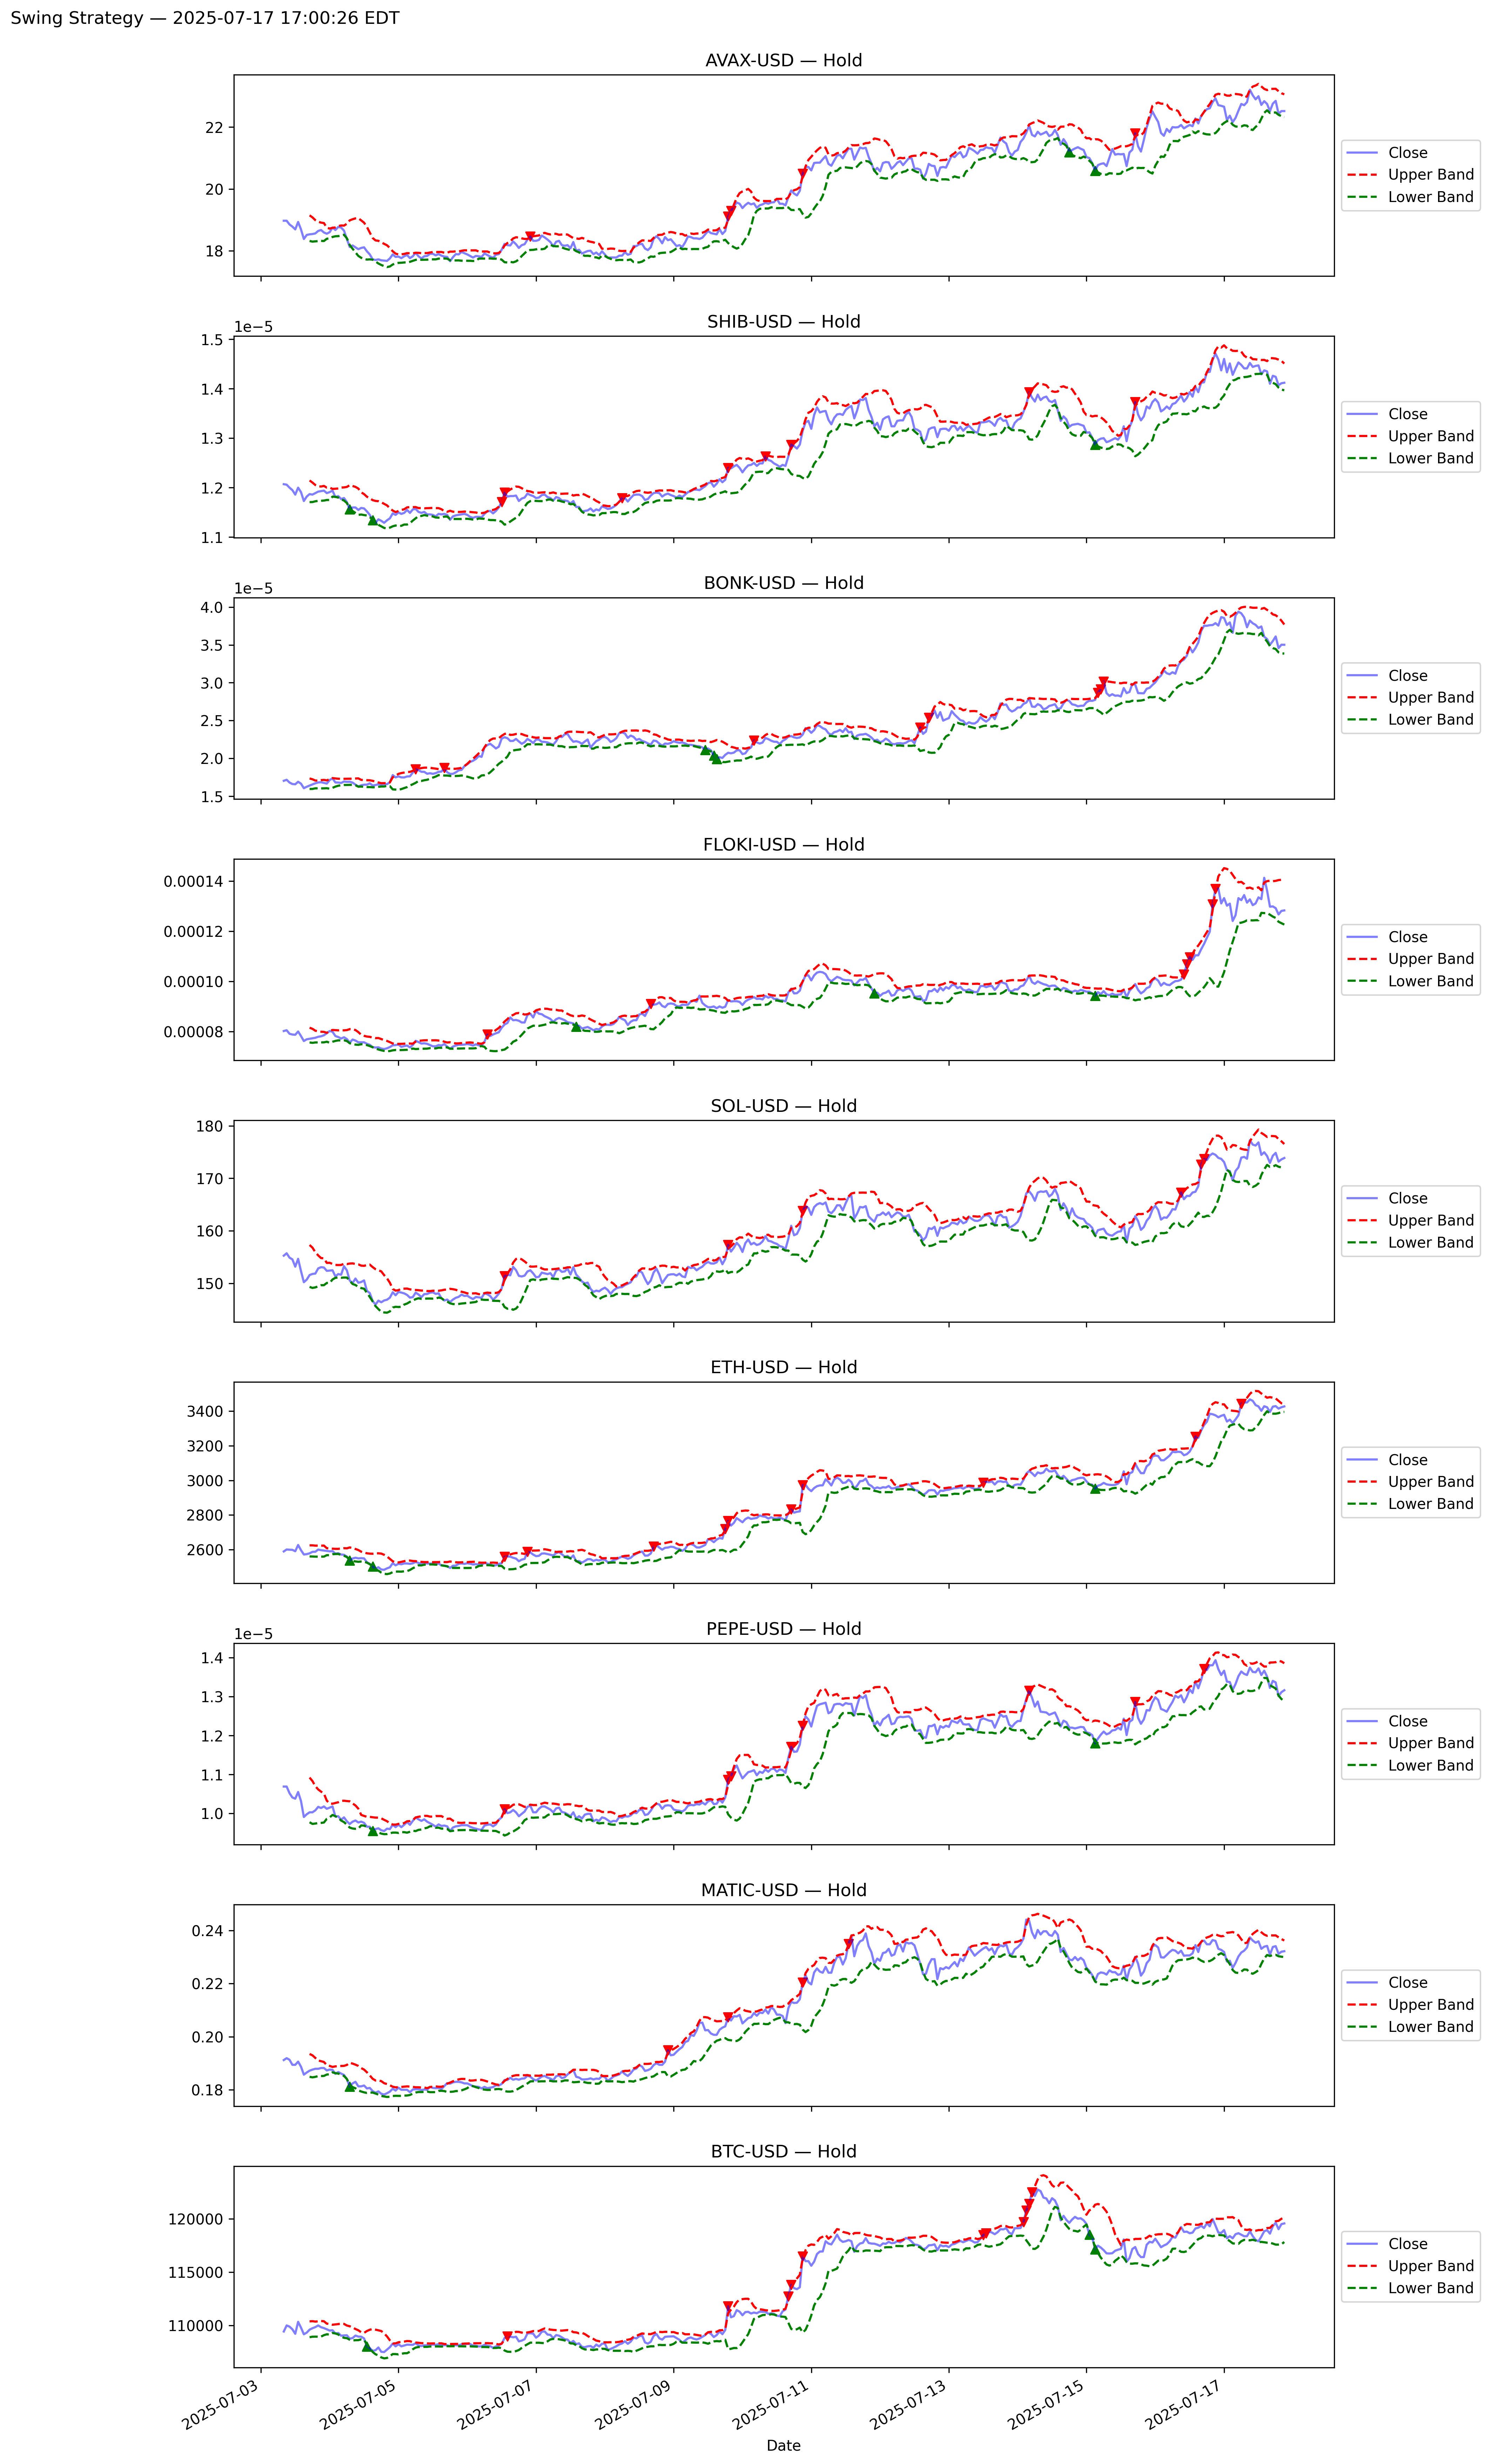 Swing Strategy — 2025-07-17 17:00:26 EDT
AVAX-USD — Hold
22
20
18
Close
Upper Band
Lower Band
SHIB-USD — Hold
1e−5
1.5
1.4
1.3
1.2
1.1
Close
Upper Band
Lower Band
BONK-USD — Hold
1e−5
4.0
3.5
3.0
2.5
2.0
1.5
Close
Upper Band
Lower Band
FLOKI-USD — Hold
0.00014
0.00012
0.00010
0.00008
Close
Upper Band
Lower Band
SOL-USD — Hold
180
170
160
150
Close
Upper Band
Lower Band
ETH-USD — Hold
3400
3200
3000
2800
2600
Close
Upper Band
Lower Band
PEPE-USD — Hold
1e−5
1.4
1.3
1.2
1.1
1.0
Close
Upper Band
Lower Band
MATIC-USD — Hold
0.24
0.22
0.20
0.18
Close
Upper Band
Lower Band
BTC-USD — Hold
120000
115000
110000
Close
Upper Band
Lower Band
2025-07-03
2025-07-05
2025-07-07
2025-07-09
2025-07-11
2025-07-13
2025-07-15
2025-07-17
Date